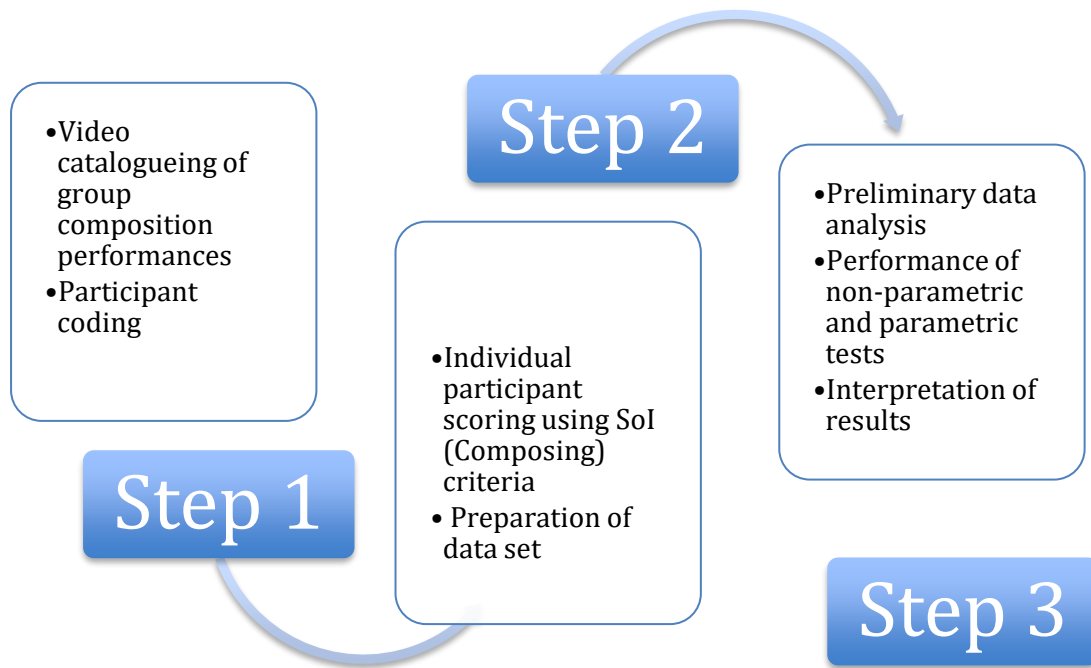 •Video
catalogueing of
group
composition
performances
•Participant
coding
Step 1
Step 2
•Individual
participant
scoring using SoI
(Composing)
criteria
• Preparation of
data set
•Preliminary data
analysis
•Performance of
non-parametric
and parametric
tests
•Interpretation of
results
Step 3